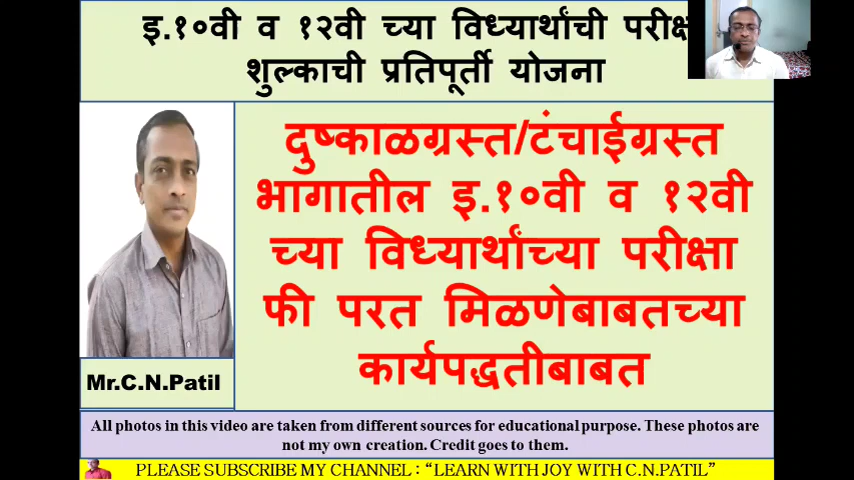 इ.१०वी व १२वी च्या विध्यार्थांची
शुल्काची प्रतिपूर्ती योजना
दुष्काळग्रस्त/टंचाईग्रस्त
भागातील इ.१०वी व १२वी
च्या विध्यार्थांच्या परीक्षा
फी परत मिळणेबाबतच्या
कार्यपद्धतीबाबत
Mr.C.N.Patil
All photos in this video are taken from different sources for educational purpose. These photos are
not my own creation. Credit goes to them.
PLEASE SUBSCRIBE MY CHANNEL : “LEARN WITH JOY WITH C.N.PATIL”